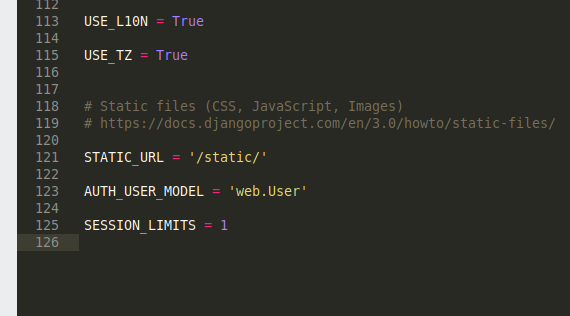 112
113 USE_L10N = True
114
115 USE_TZ = True
116
117
118 # Static files (CSS, JavaScript, Images)
119 # https://docs.djangoproject.com/en/3.0/howto/static-files/
120
121 STATIC_URL = '/static/'
122
123 AUTH_USER_MODEL = 'web.User'
124
125 SESSION_LIMITS = 1
126